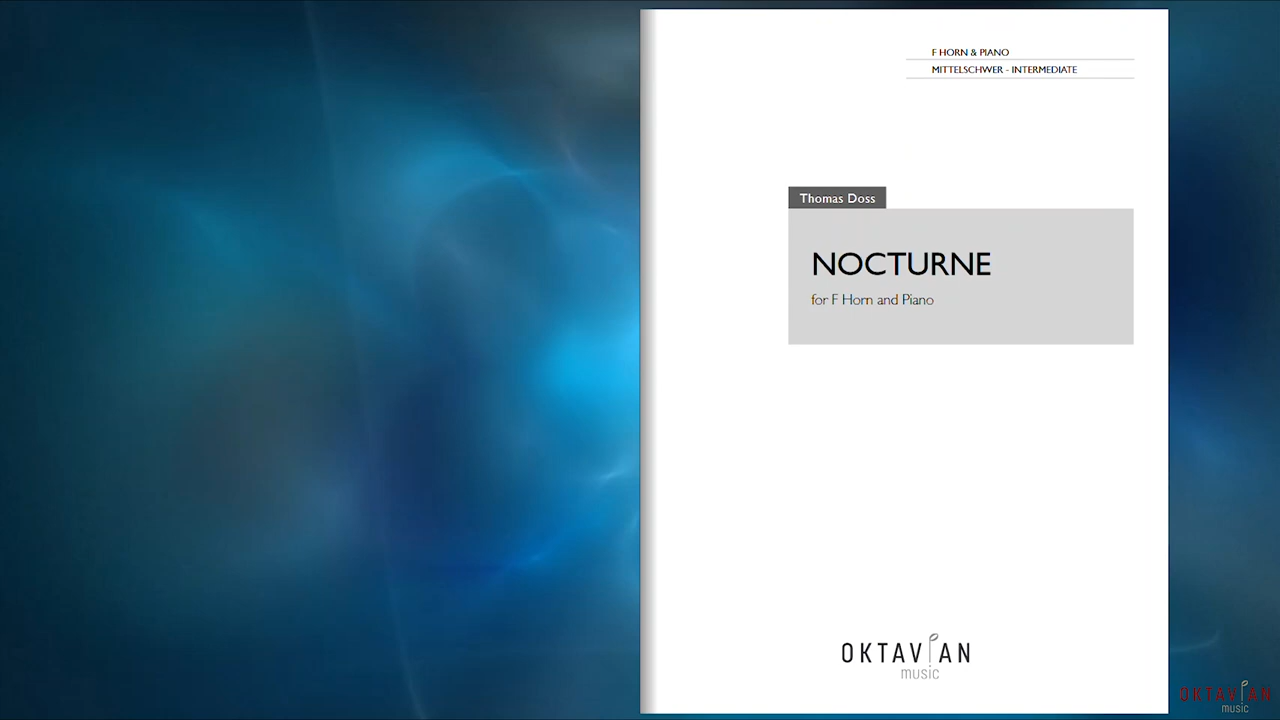 F HORN & PIANO
MITTELSCHWER - INTERMEDIATE
Thomas Doss
NOCTURNE
for F Horn and Piano
OKTAVIAN
music
OKTAVIAN
music